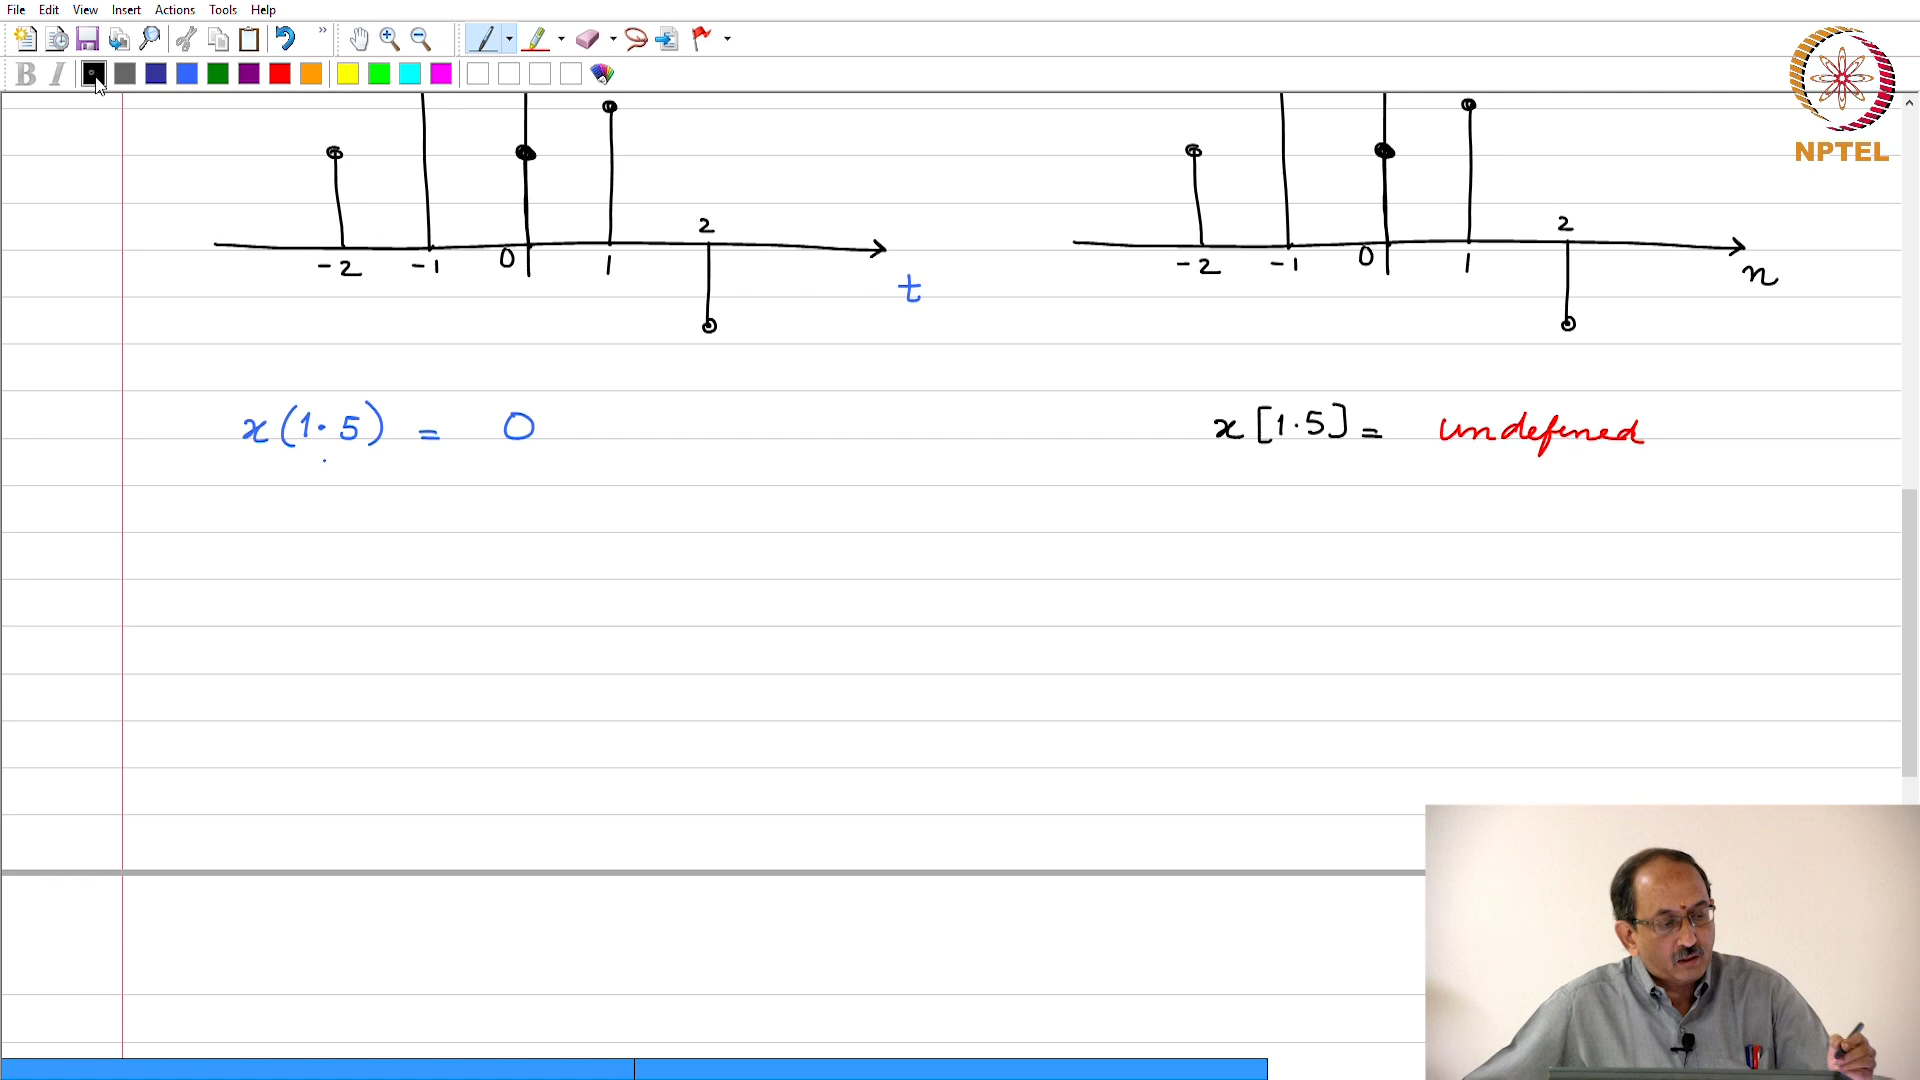 File Edit View Insert Actions Tools Help
B I
NPTEL
2 2
-2 -1 0 1 -2 -1 0 1
t n
x(1.5) = 0 x[1.5] = undefined